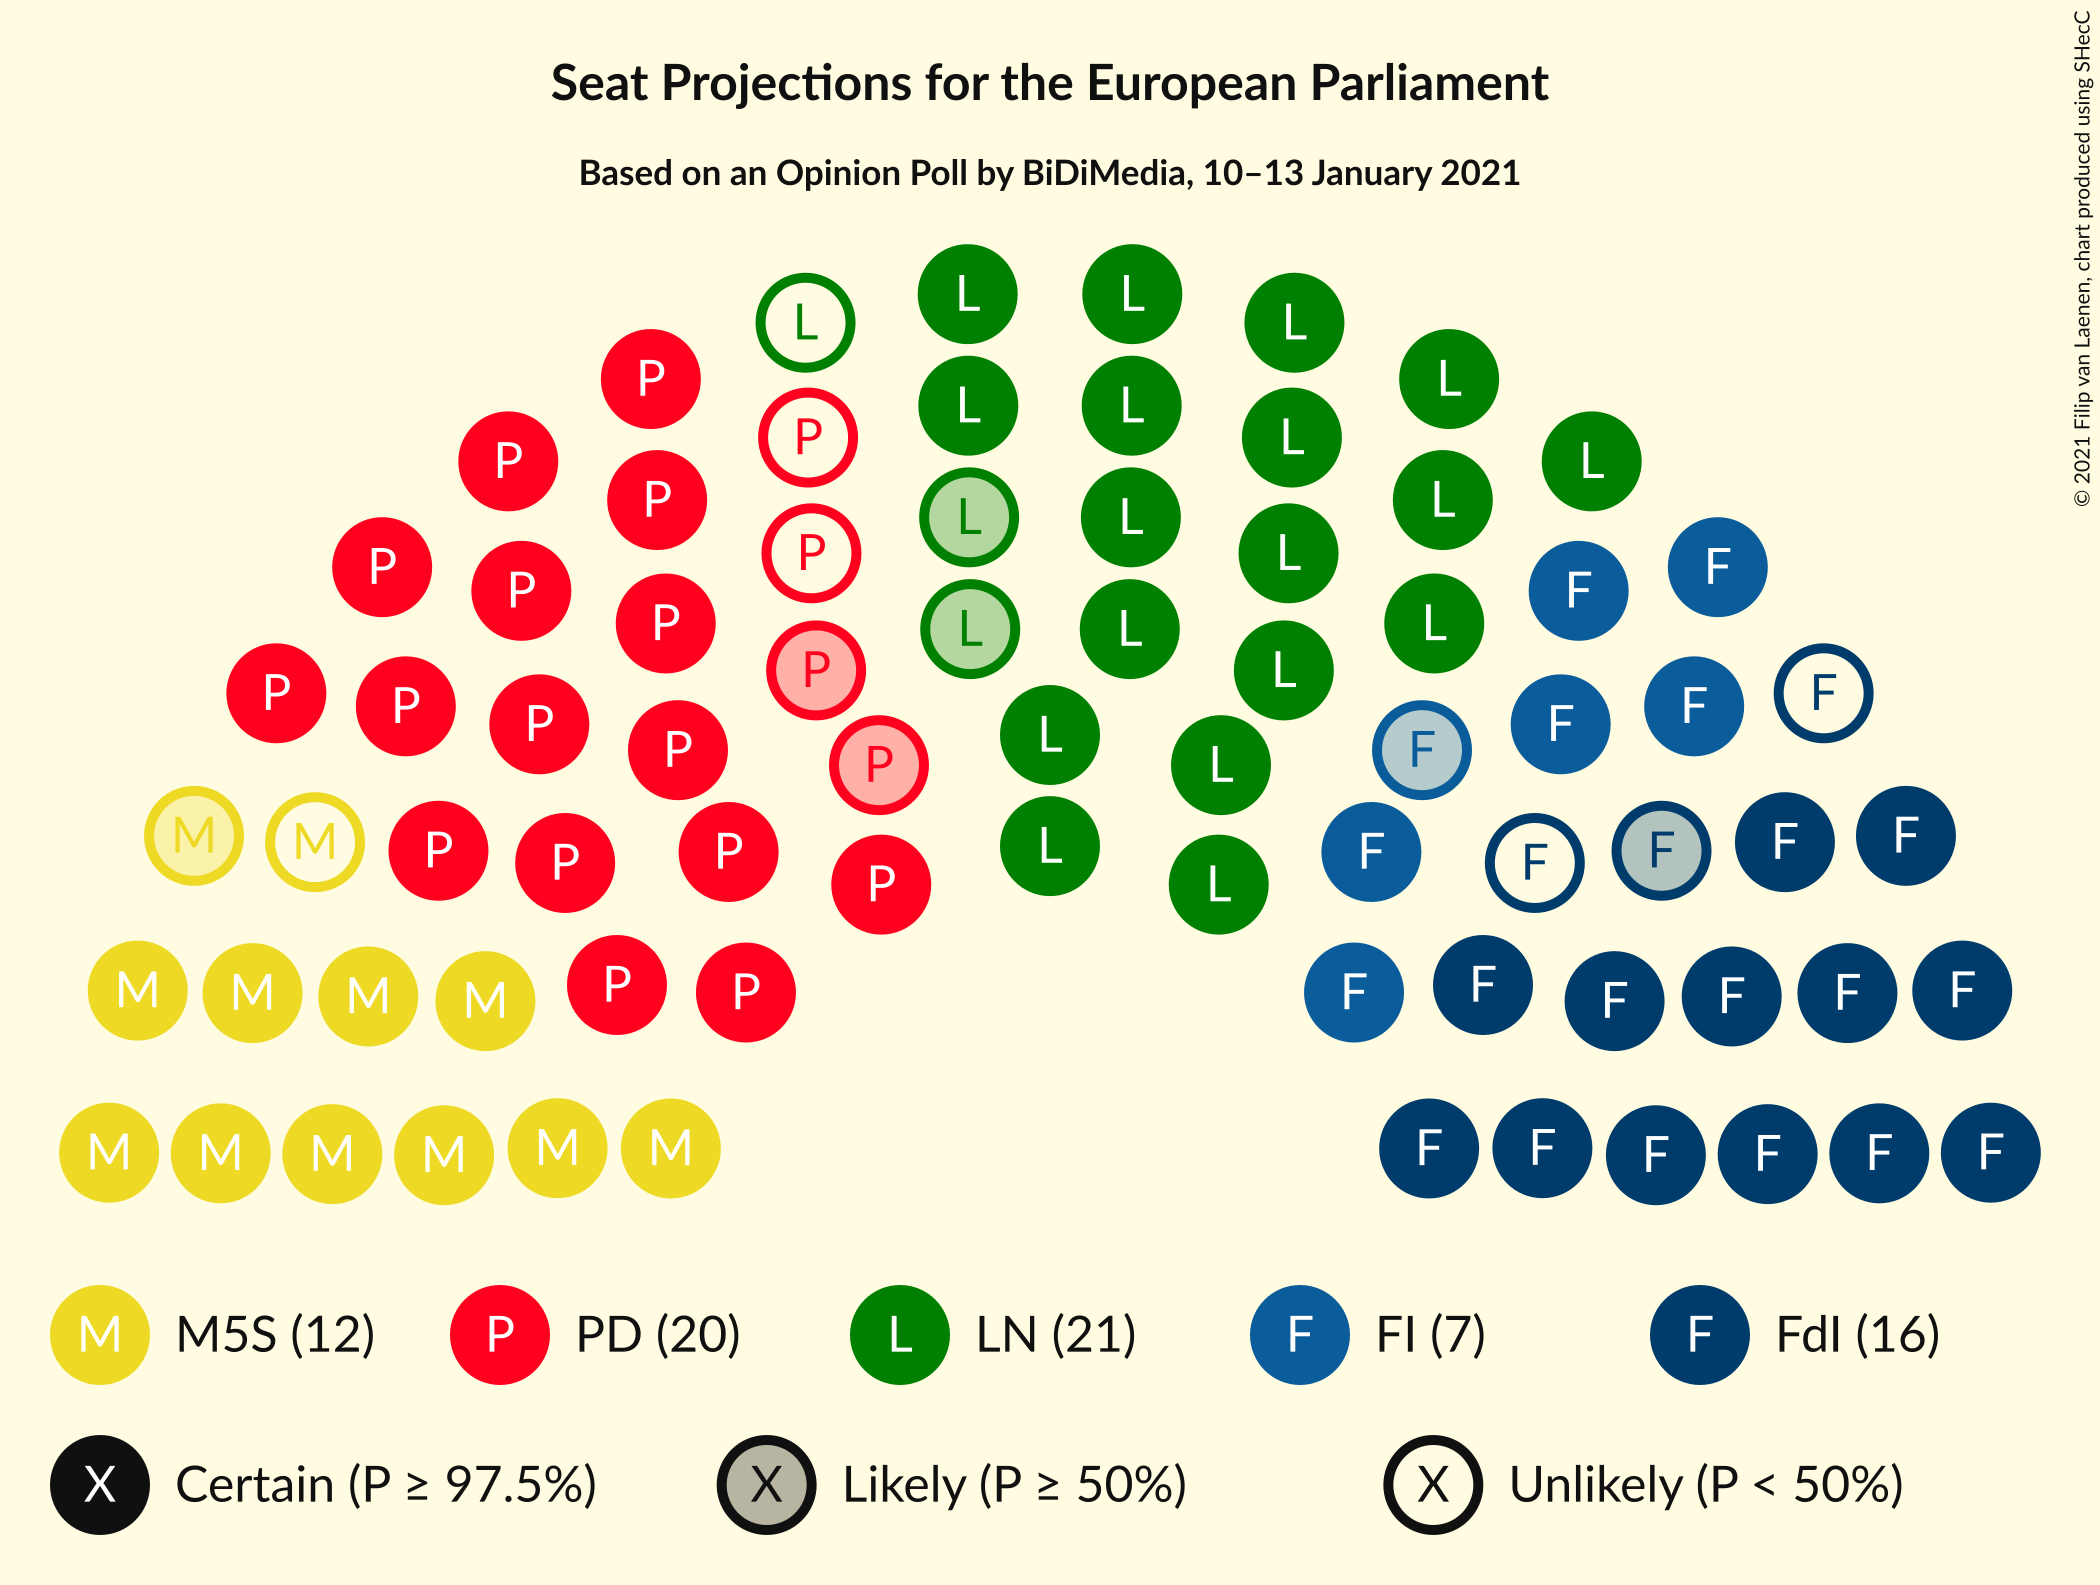 Seat Projections for the European Parliament
Based on an Opinion Poll by BiDiMedia, 10–13 January 2021
© 2021 Filip van Laenen, chart produced using SHecC
L L
L L
P P
L L
L L
P L
P L
P L
P L
L L
P L
P L
P F
P F
P L
P L
L L
P L
P F
P P F F
P F
P F
L
P L
M M P P P P L L F F F F F
M M M M P P F F F F F F
M M M M M M F F F F F F
M M5S (12) P PD (20) L LN (21) F FI (7) F FdI (16)
X Certain (P ≥ 97.5%) X Likely (P ≥ 50%) X Unlikely (P < 50%)